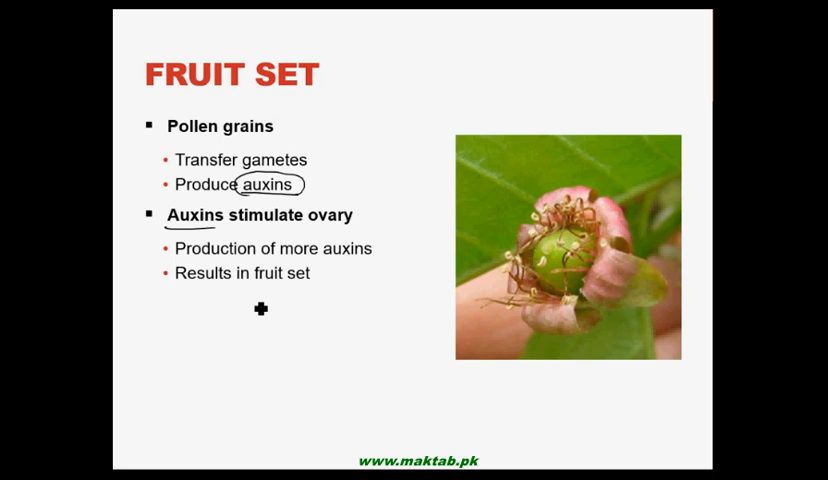 FRUIT SET
▪ Pollen grains
• Transfer gametes
• Produce auxins
▪ Auxins stimulate ovary
• Production of more auxins
• Results in fruit set
www.maktab.pk